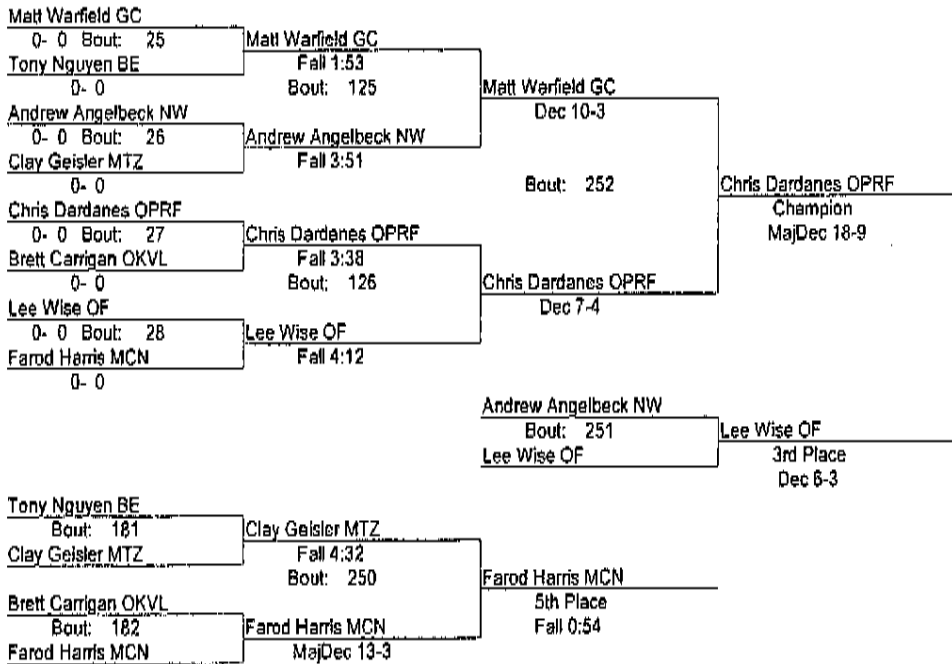 Matt Warfield GC
0- 0 Bout: 25
Tony Nguyen BE
0- 0
Andrew Angelbeck NW
0- 0 Bout: 26
Clay Geisler MTZ
0- 0
Chris Dardanes OPRF
0- 0 Bout: 27
Brett Carrigan OKVL
0- 0
Lee Wise OF
0- 0 Bout: 28
Farod Harris MCN
0- 0
Matt Warfield GC
Fall 1:53
Bout: 125
Andrew Angelbeck NW
Fall 3:51
Chris Dardanes OPRF
Fall 3:38
Bout: 126
Lee Wise OF
Fall 4:12
Matt Warfield GC
Dec 10-3
Bout: 252
Chris Dardanes OPRF
Dec 7-4
Chris Dardanes OPRF
Champion
MajDec 18-9
Andrew Angelbeck NW
Bout: 251
Lee Wise OF
Lee Wise OF
3rd Place
Dec 6-3
Tony Nguyen BE
Bout: 181
Clay Geisler MTZ
Brett Carrigan OKVL
Bout: 182
Farod Harris MCN
Clay Geisler MTZ
Fall 4:32
Bout: 250
Farod Harris MCN
MajDec 13-3
Farod Harris MCN
5th Place
Fall 0:54